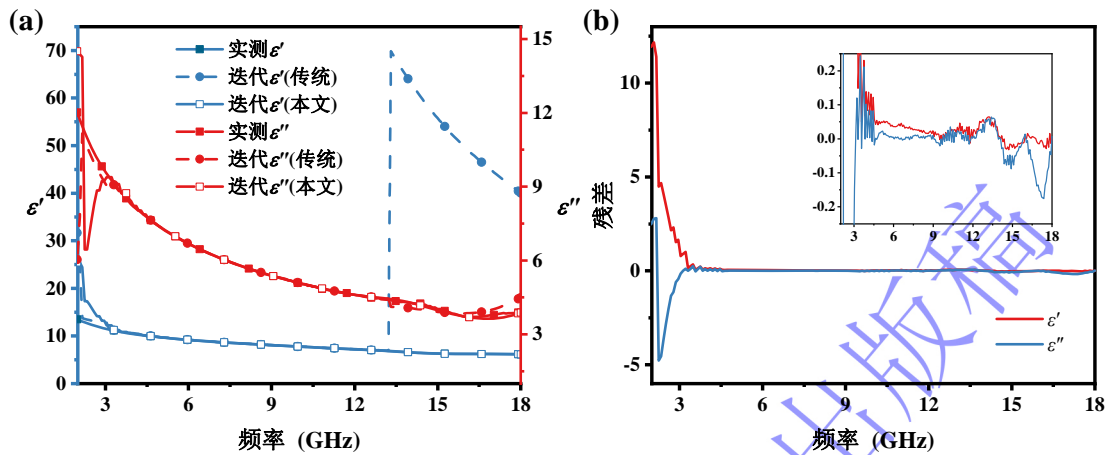 (a)
70
60
50
40
30
20
10
0
ε′
实测ε′
迭代ε′(传统)
迭代ε′(本文)
实测ε″
迭代ε″(传统)
迭代ε″(本文)
15
12
9
6
3
ε″
3 6 9 12 15 18
频率 (GHz)
(b)
10
5
0
-5
残差
0.2
0.1
0.0
-0.1
-0.2
3 6 9 12 15 18
ε′
ε″
3 6 9 12 15 18
频率 (GHz)
出版稿